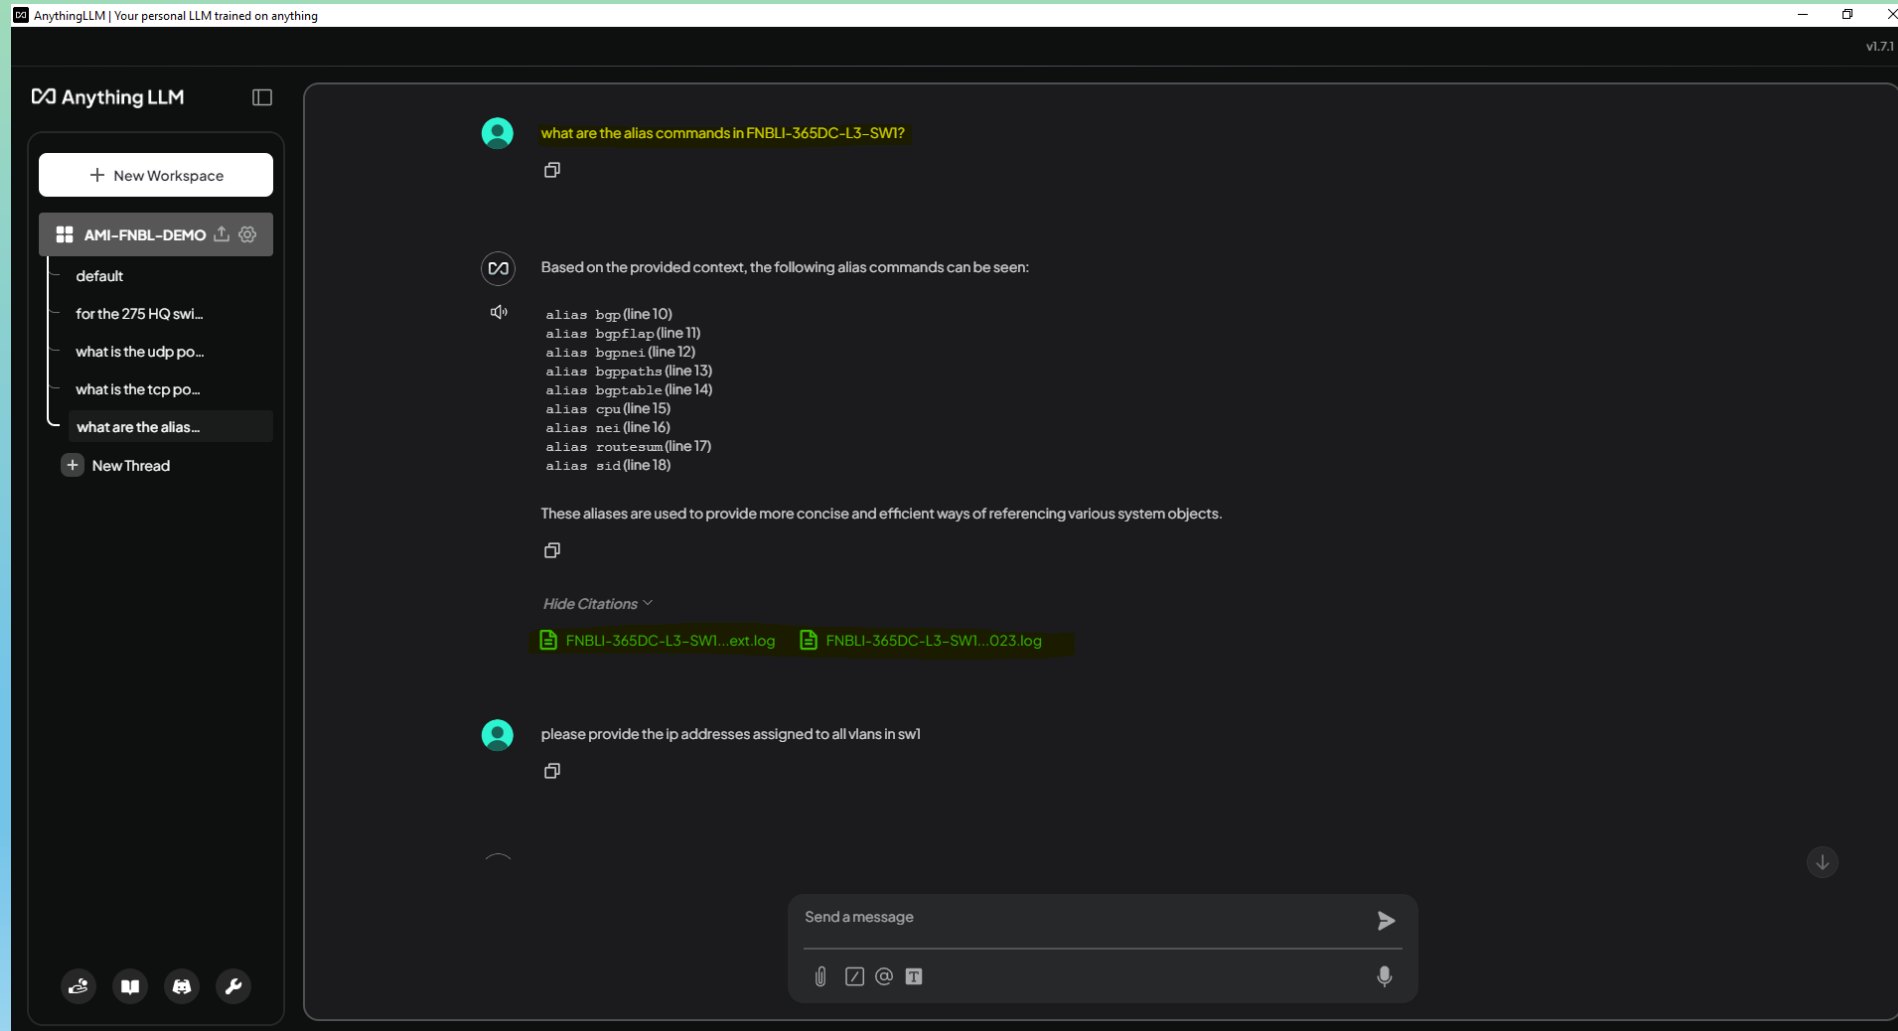 AnythingLLM | Your personal LLM trained on anything
v1.7.1
Anything LLM
New Workspace
AMI-FNBL-DEMO
default
for the 275 HQ swi...
what is the udp po...
what is the tcp po...
what are the alias...
New Thread
what are the alias commands in FNBLI-365DC-L3-SW1?
Based on the provided context, the following alias commands can be seen:
alias bgp (line 10)
alias bgpflap (line 11)
alias bgpnei (line 12)
alias bgppaths (line 13)
alias bgptable (line 14)
alias cpu (line 15)
alias nei (line 16)
alias routesum (line 17)
alias sid (line 18)
These aliases are used to provide more concise and efficient ways of referencing various system objects.
Hide Citations
FNBLI-365DC-L3-SW1...ext.log FNBLI-365DC-L3-SW1...023.log
please provide the ip addresses assigned to all vlans in sw1
Send a message